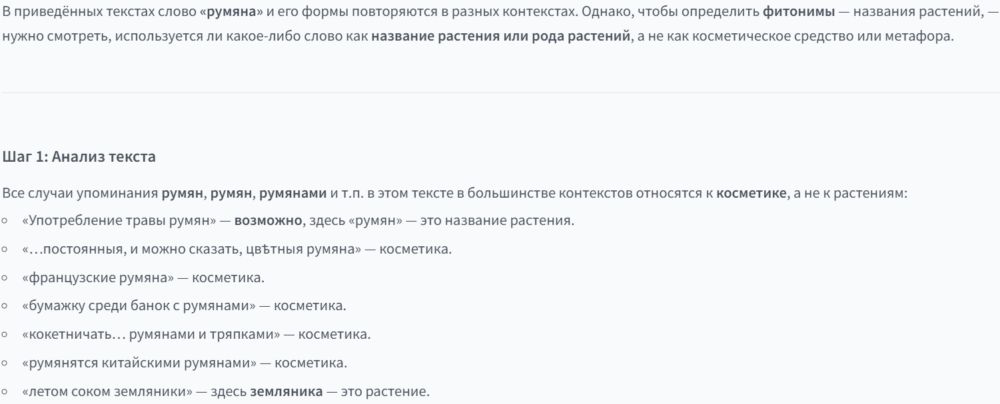 В приведённых текстах слово «румяна» и его формы повторяются в разных контекстах. Однако, чтобы определить фитонимы — названия растений, —
нужно смотреть, используется ли какое-либо слово как название растения или рода растений, а не как косметическое средство или метафора.
Шаг 1: Анализ текста
Все случаи упоминания румян, румян, румянами и т.п. в этом тексте в большинстве контекстов относятся к косметике, а не к растениям:
«Употребление травы румян» — возможно, здесь «румян» — это название растения.
«…постоянныя, и можно сказать, цвѣтныя румяна» — косметика.
«французские румяна» — косметика.
«бумажку среди банок с румянами» — косметика.
«кокетничать… румянами и тряпками» — косметика.
«румянятся китайскими румянами» — косметика.
«летом соком земляники» — здесь земляника — это растение.